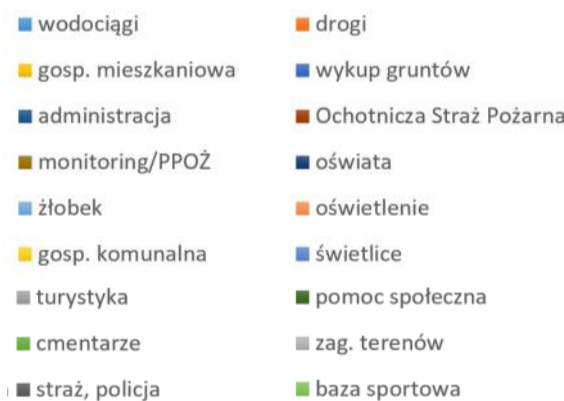 wodociągi drogi
gosp. mieszkaniowa wykup gruntów
administracja Ochotnicza Straż Pożarna
monitoring/PPOŻ oświata
żłobek oświetlenie
gosp. komunalna świetlice
turystyka pomoc społeczna
cmentarze zag. terenów
straż, policja baza sportowa